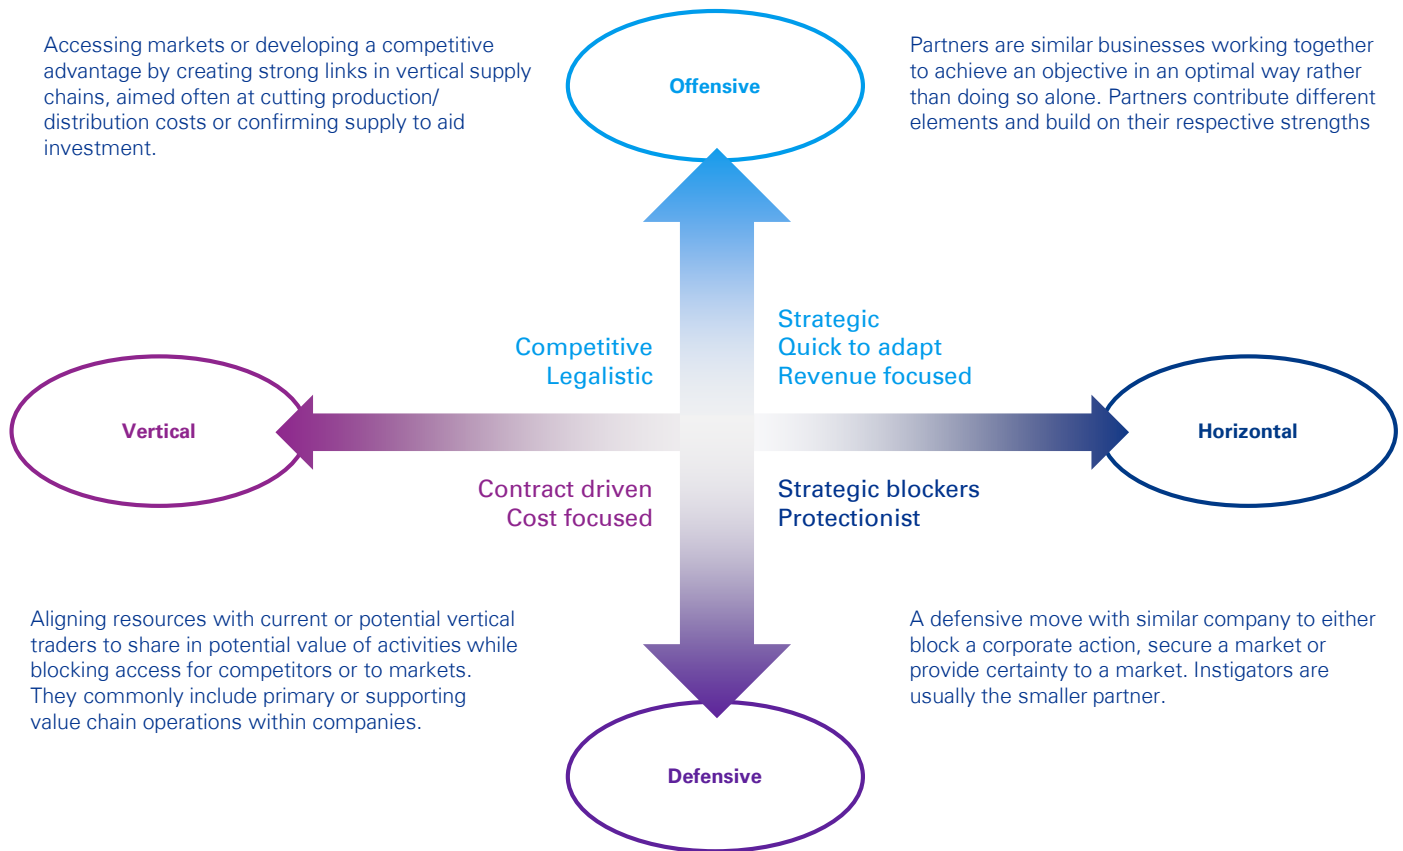 Accessing markets or developing a competitive
advantage by creating strong links in vertical supply
chains, aimed often at cutting production/
distribution costs or confirming supply to aid
investment.
Offensive
Partners are similar businesses working together
to achieve an objective in an optimal way rather
than doing so alone. Partners contribute different
elements and build on their respective strengths
Competitive
Legalistic
Strategic
Quick to adapt
Revenue focused
Vertical
Horizontal
Contract driven
Cost focused
Strategic blockers
Protectionist
Aligning resources with current or potential vertical
traders to share in potential value of activities while
blocking access for competitors or to markets.
They commonly include primary or supporting
value chain operations within companies.
A defensive move with similar company to either
block a corporate action, secure a market or
provide certainty to a market. Instigators are
usually the smaller partner.
Defensive